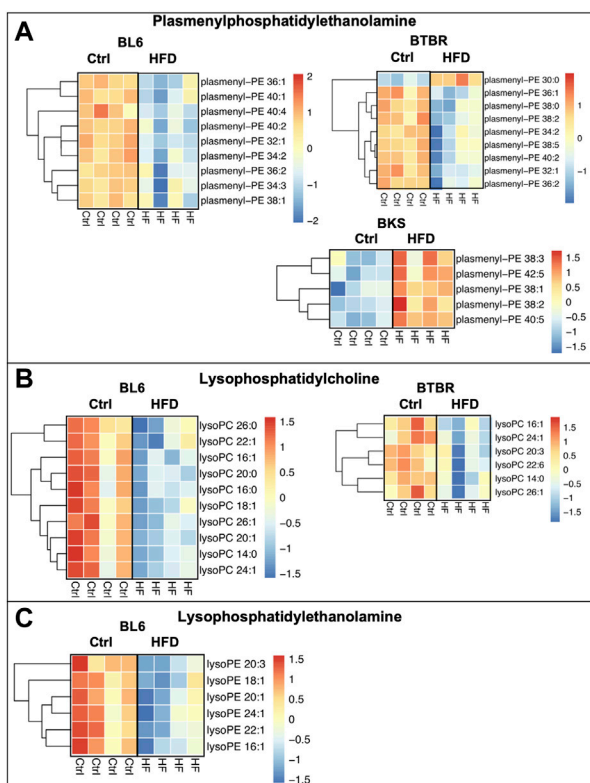 A
Plasmenylphosphatidylethanolamine
BL6
Ctrl HFD
plasmenyl-PE 36:1
plasmenyl-PE 40:1
plasmenyl-PE 40:4
plasmenyl-PE 40:2
plasmenyl-PE 32:1
plasmenyl-PE 34:2
plasmenyl-PE 36:2
plasmenyl-PE 34:3
plasmenyl-PE 38:1
Ctrl Ctrl Ctrl Ctrl HF HF HF HF
2
1
0
-1
-2
BTBR
Ctrl HFD
plasmenyl-PE 30:0
plasmenyl-PE 36:1
plasmenyl-PE 38:0
plasmenyl-PE 38:2
plasmenyl-PE 34:2
plasmenyl-PE 38:5
plasmenyl-PE 40:2
plasmenyl-PE 32:1
plasmenyl-PE 36:2
Ctrl Ctrl Ctrl Ctrl HF HF HF HF
1
0
-1
BKS
Ctrl HFD
plasmenyl-PE 38:3
plasmenyl-PE 42:5
plasmenyl-PE 38:1
plasmenyl-PE 38:2
plasmenyl-PE 40:5
Ctrl Ctrl Ctrl Ctrl HF HF HF HF
1.5
1
0.5
0
-0.5
-1
-1.5
B
Lysophosphatidylcholine
BL6
Ctrl HFD
lysoPC 26:0
lysoPC 22:1
lysoPC 16:1
lysoPC 20:0
lysoPC 16:0
lysoPC 18:1
lysoPC 26:1
lysoPC 20:1
lysoPC 14:0
lysoPC 24:1
Ctrl Ctrl Ctrl Ctrl HF HF HF HF
1.5
1
0.5
0
-0.5
-1
-1.5
BTBR
Ctrl HFD
lysoPC 16:1
lysoPC 24:1
lysoPC 20:3
lysoPC 22:6
lysoPC 14:0
lysoPC 26:1
Ctrl Ctrl Ctrl Ctrl HF HF HF HF
1.5
1
0.5
0
-0.5
-1
-1.5
C
Lysophosphatidylethanolamine
BL6
Ctrl HFD
lysoPE 20:3
lysoPE 18:1
lysoPE 20:1
lysoPE 24:1
lysoPE 22:1
lysoPE 16:1
Ctrl Ctrl Ctrl Ctrl HF HF HF HF
1.5
1
0.5
0
-0.5
-1
-1.5